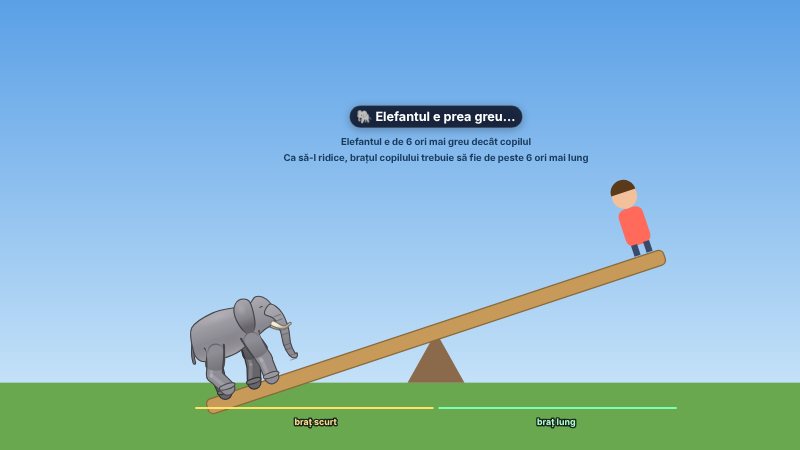 🐘 Elefantul e prea greu...
Elefantul e de 6 ori mai greu decât copilul
Ca să-l ridice, brațul copilului trebuie să fie de peste 6 ori mai lung
braț scurt
braț lung